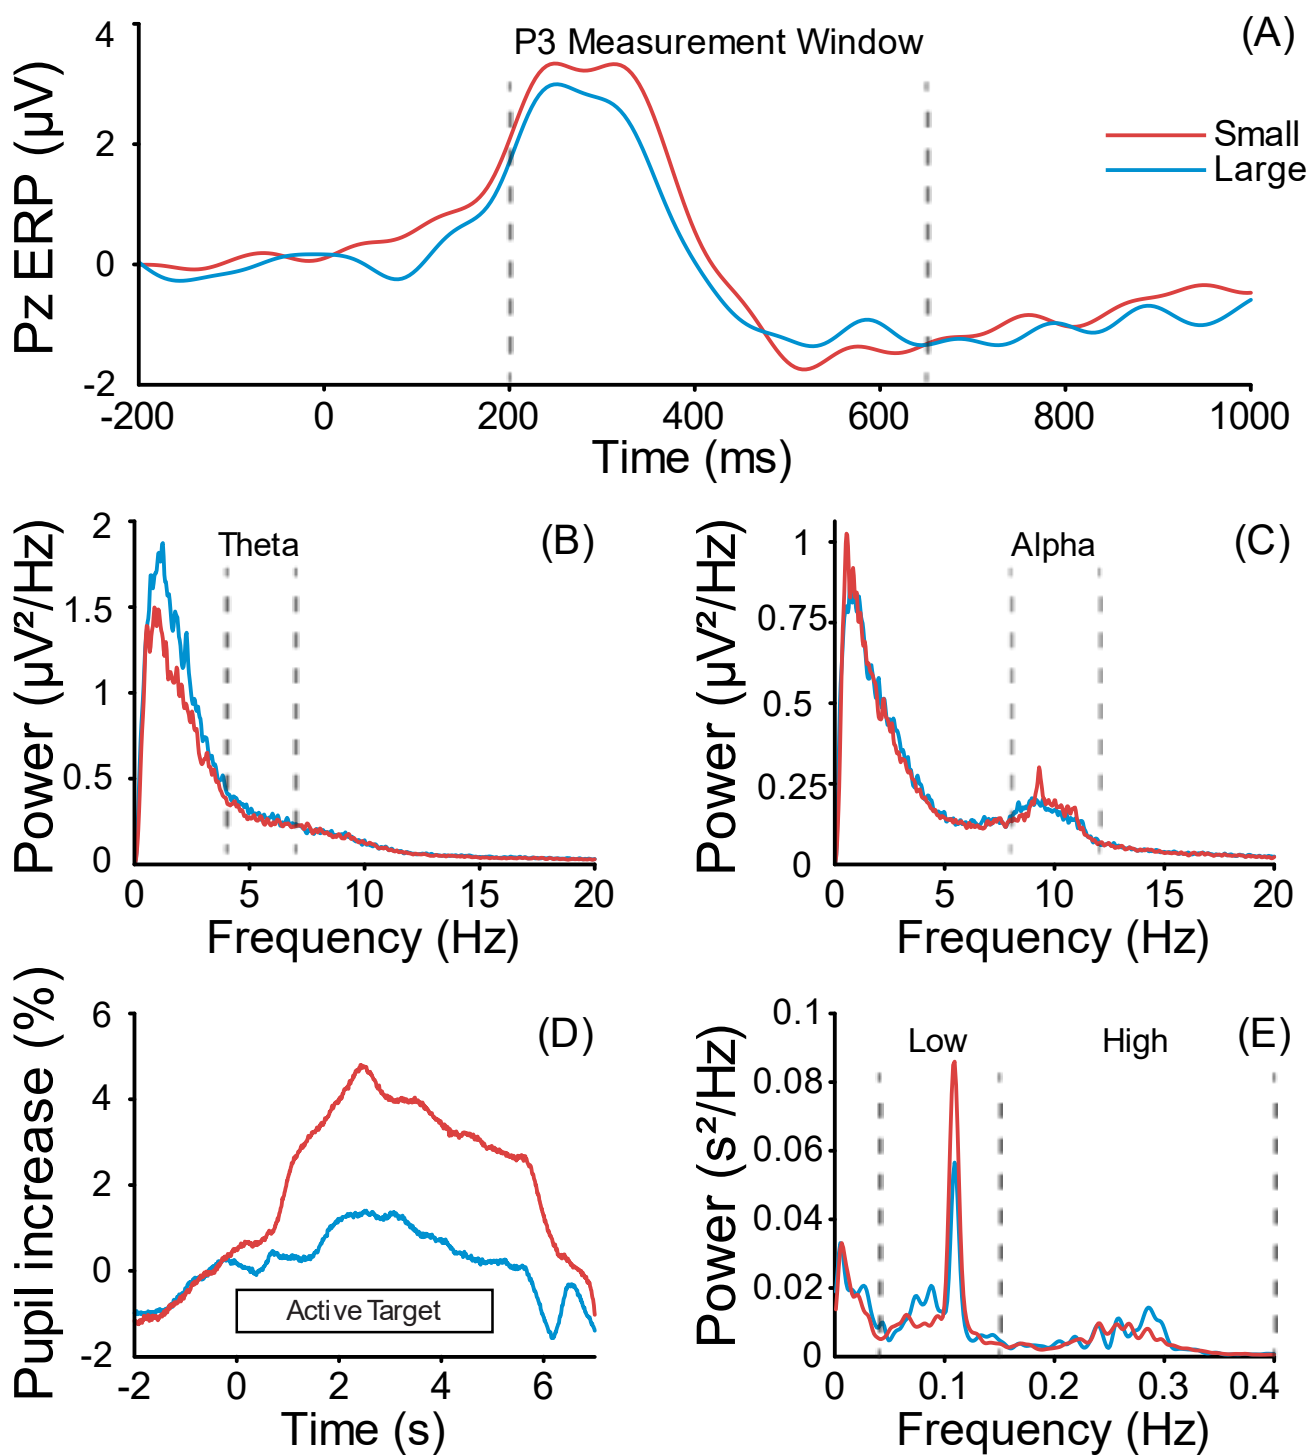 (A)
P3 Measurement Window
Pz ERP (µV)
4
2
0
-2
Small
Large
-200
0
200
400
600
800
1000
Time (ms)
(B)
Theta
Power (µV²/Hz)
2
1.5
1
0.5
0
0
5
10
15
20
Frequency (Hz)
(C)
Alpha
Power (µV²/Hz)
1
0.75
0.5
0.25
0
0
5
10
15
20
Frequency (Hz)
(D)
Pupil increase (%)
6
4
2
0
-2
Active Target
-2
0
2
4
6
Time (s)
(E)
Low
High
Power (s²/Hz)
0.1
0.08
0.06
0.04
0.02
0
0
0.1
0.2
0.3
0.4
Frequency (Hz)